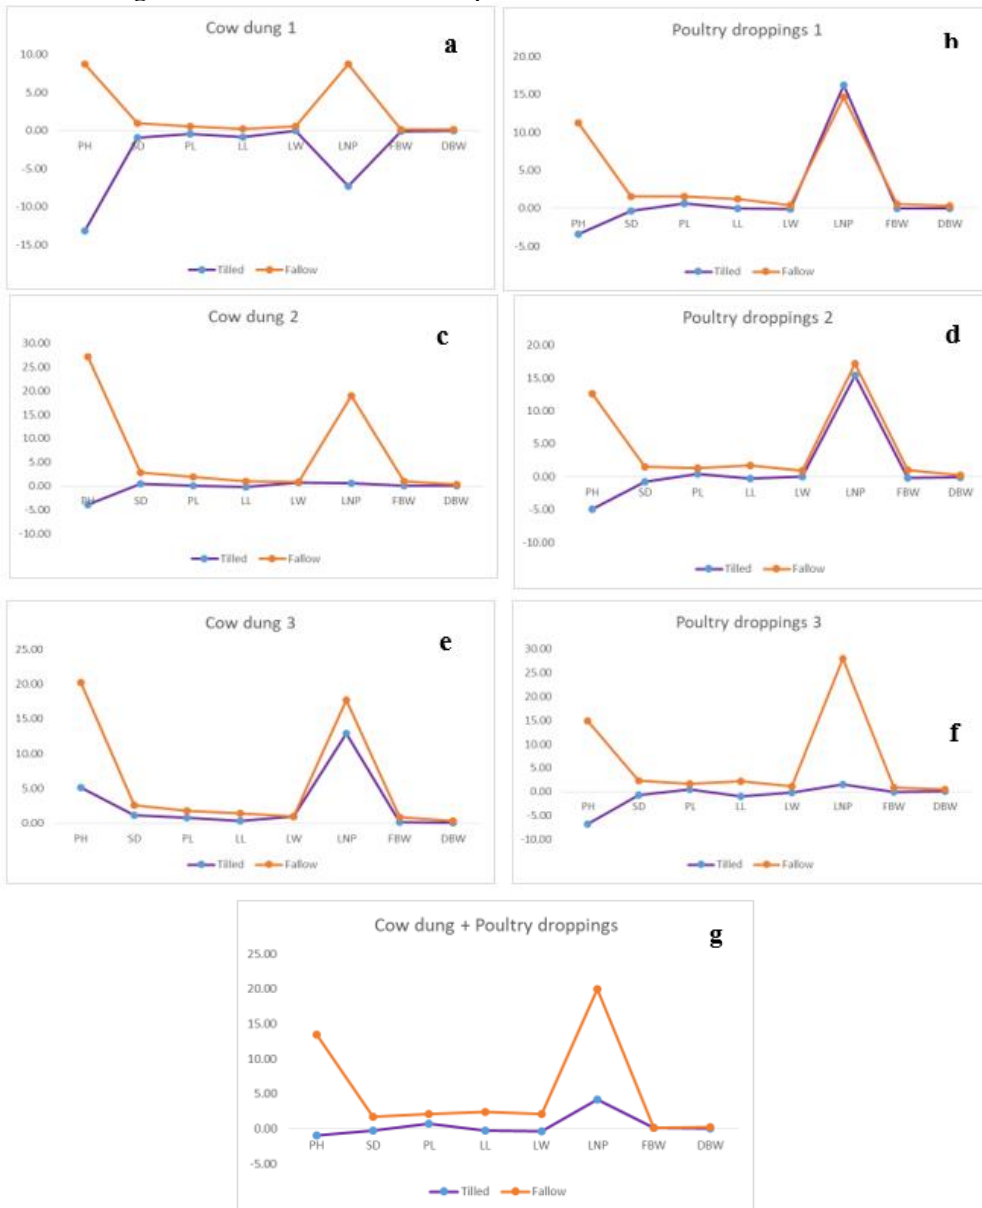 Cow dung 1
a
10.00
5.00
0.00
-5.00
-10.00
-15.00
PH SD PL LL LW LNP FBW DBW
Tilled Fallow
Poultry droppings 1
b
20.00
15.00
10.00
5.00
0.00
-5.00
PH SD PL LL LW LNP FBW DBW
Tilled Fallow
Cow dung 2
c
30.00
25.00
20.00
15.00
10.00
5.00
0.00
-5.00
-10.00
PH SD PL LL LW LNP FBW DBW
Tilled Fallow
Poultry droppings 2
d
20.00
15.00
10.00
5.00
0.00
-5.00
-10.00
PH SD PL LL LW LNP FBW DBW
Tilled Fallow
Cow dung 3
e
25.00
20.00
15.00
10.00
5.00
0.00
PH SD PL LL LW LNP FBW DBW
Tilled Fallow
Poultry droppings 3
f
30.00
25.00
20.00
15.00
10.00
5.00
0.00
-5.00
-10.00
PH SD PL LL LW LNP FBW DBW
Tilled Fallow
Cow dung + Poultry droppings
g
25.00
20.00
15.00
10.00
5.00
0.00
-5.00
PH SD PL LL LW LNP FBW DBW
Tilled Fallow